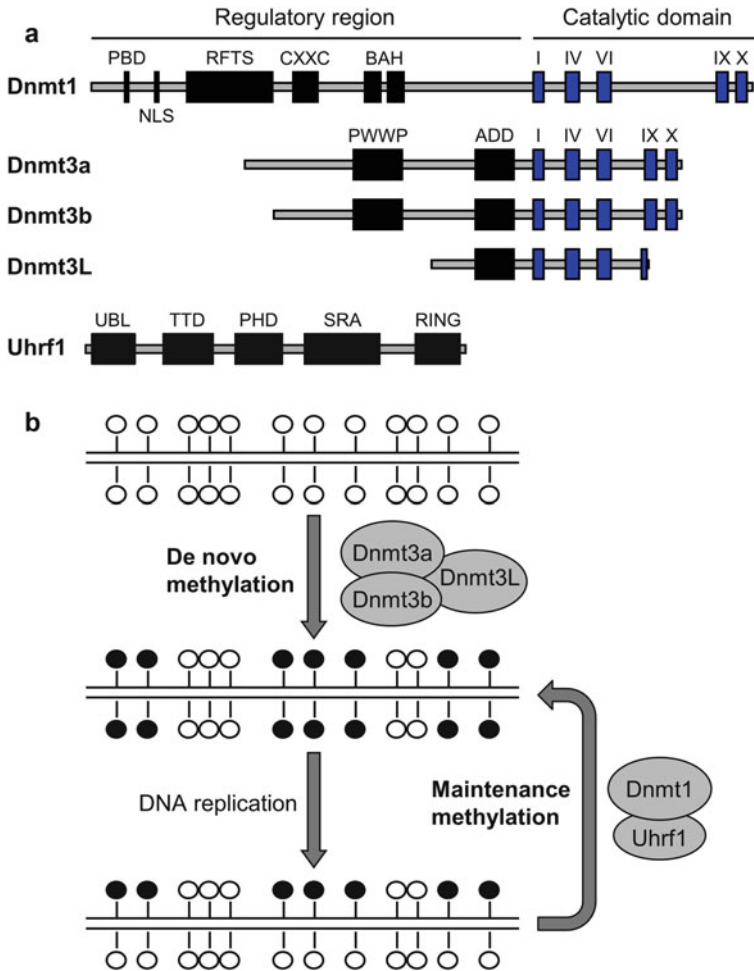 a
Regulatory region Catalytic domain
PBD RFTS CXXC BAH I IV VI IX X
Dnmt1
NLS
PWWP ADD I IV VI IX X
Dnmt3a
Dnmt3b
Dnmt3L
UBL TTD PHD SRA RING
Uhrf1
b
De novo
methylation
Dnmt3a
Dnmt3L
Dnmt3b
DNA replication
Maintenance
methylation
Dnmt1
Uhrf1